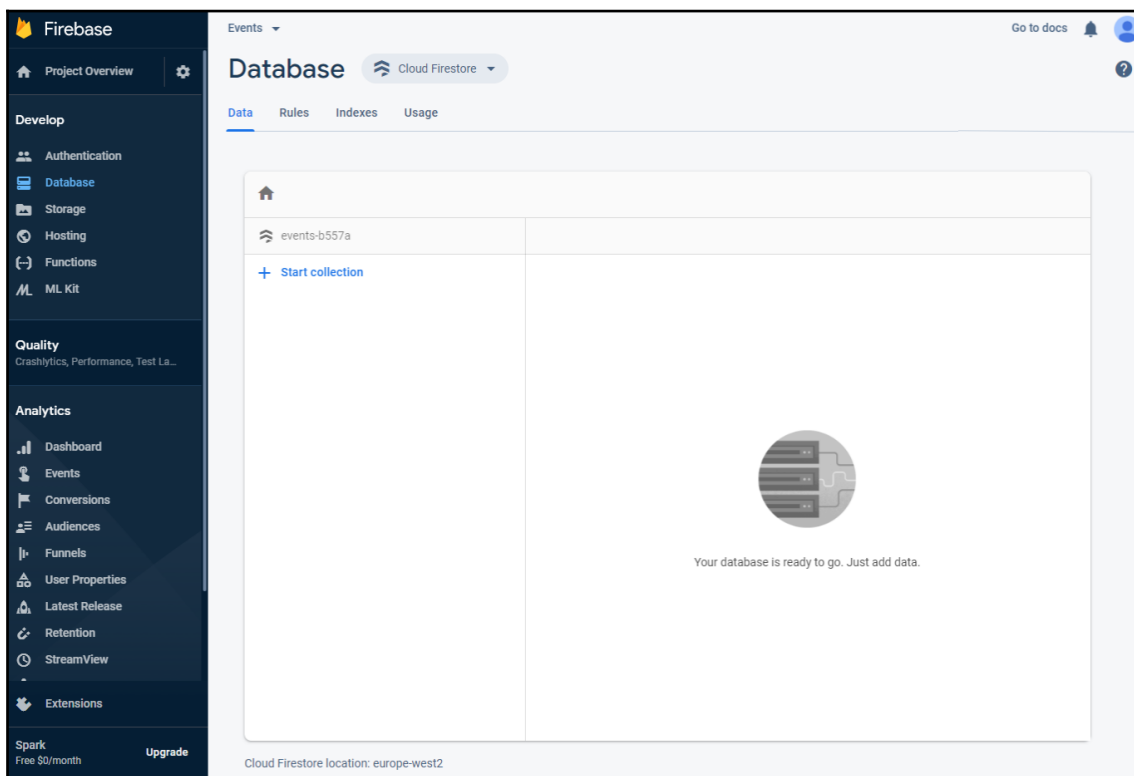 Firebase
Project Overview
Develop
Authentication
Database
Storage
Hosting
Functions
ML Kit
Quality
Crashlytics, Performance, Test La...
Analytics
Dashboard
Events
Conversions
Audiences
Funnels
User Properties
Latest Release
Retention
StreamView
Extensions
Spark
Free $0/month
Upgrade
Events
Go to docs
Database
Cloud Firestore
Data Rules Indexes Usage
events-b557a
+ Start collection
Your database is ready to go. Just add data.
Cloud Firestore location: europe-west2